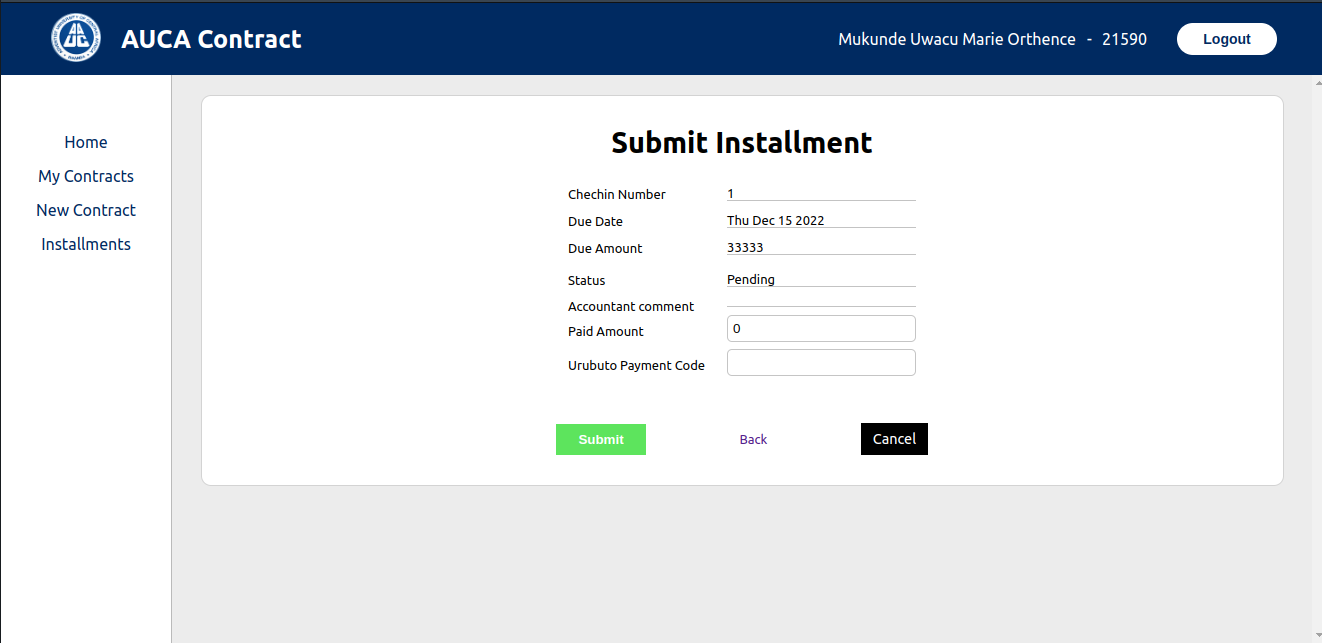 AUCA Contract
Mukunde Uwacu Marie Orthence - 21590
Logout
Home
My Contracts
New Contract
Installments
Submit Installment
Chechin Number 1
Due Date Thu Dec 15 2022
Due Amount 33333
Status Pending
Accountant comment
Paid Amount 0
Urubuto Payment Code
Submit Back Cancel